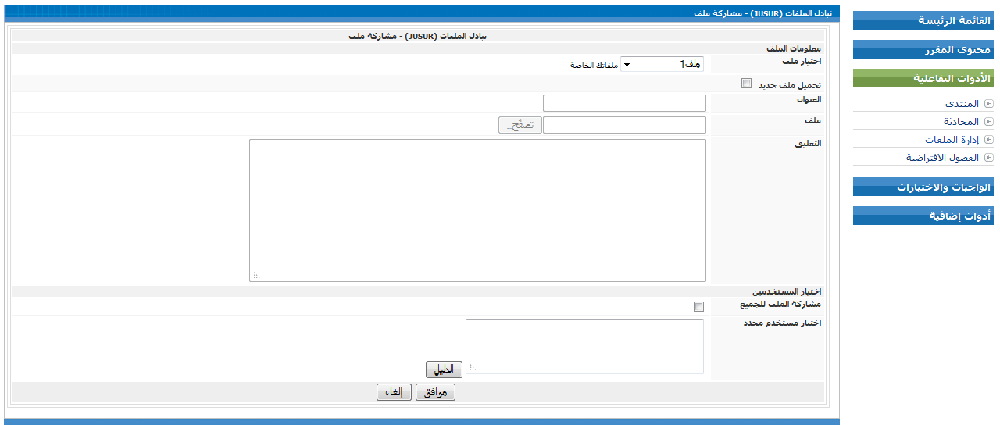 القائمة الرئيسة
محتوى المقرر
الأدوات التفاعلية
المنتدى
المحادثة
إدارة الملفات
الفصول الافتراضية
الواجبات والاختبارات
أدوات إضافية
تبادل الملفات (JUSUR) - مشاركة ملف
تبادل الملفات (JUSUR) - مشاركة ملف
معلومات الملف
اختيار ملف ملف1 ملفاتك الخاصة
تحميل ملف جديد
العنوان
ملف تصفّح...
التعليق
اختيار المستخدمين
مشاركة الملف للجميع
اختيار مستخدم محدد
الدليل
موافق إلغاء